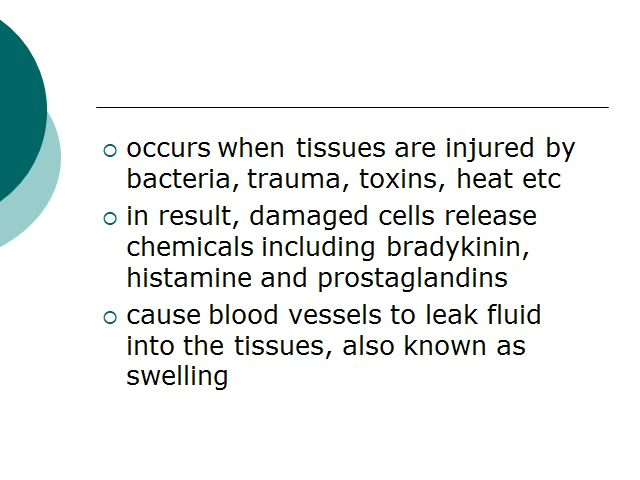 occurs when tissues are injured by
bacteria, trauma, toxins, heat etc
in result, damaged cells release
chemicals including bradykinin,
histamine and prostaglandins
cause blood vessels to leak fluid
into the tissues, also known as
swelling